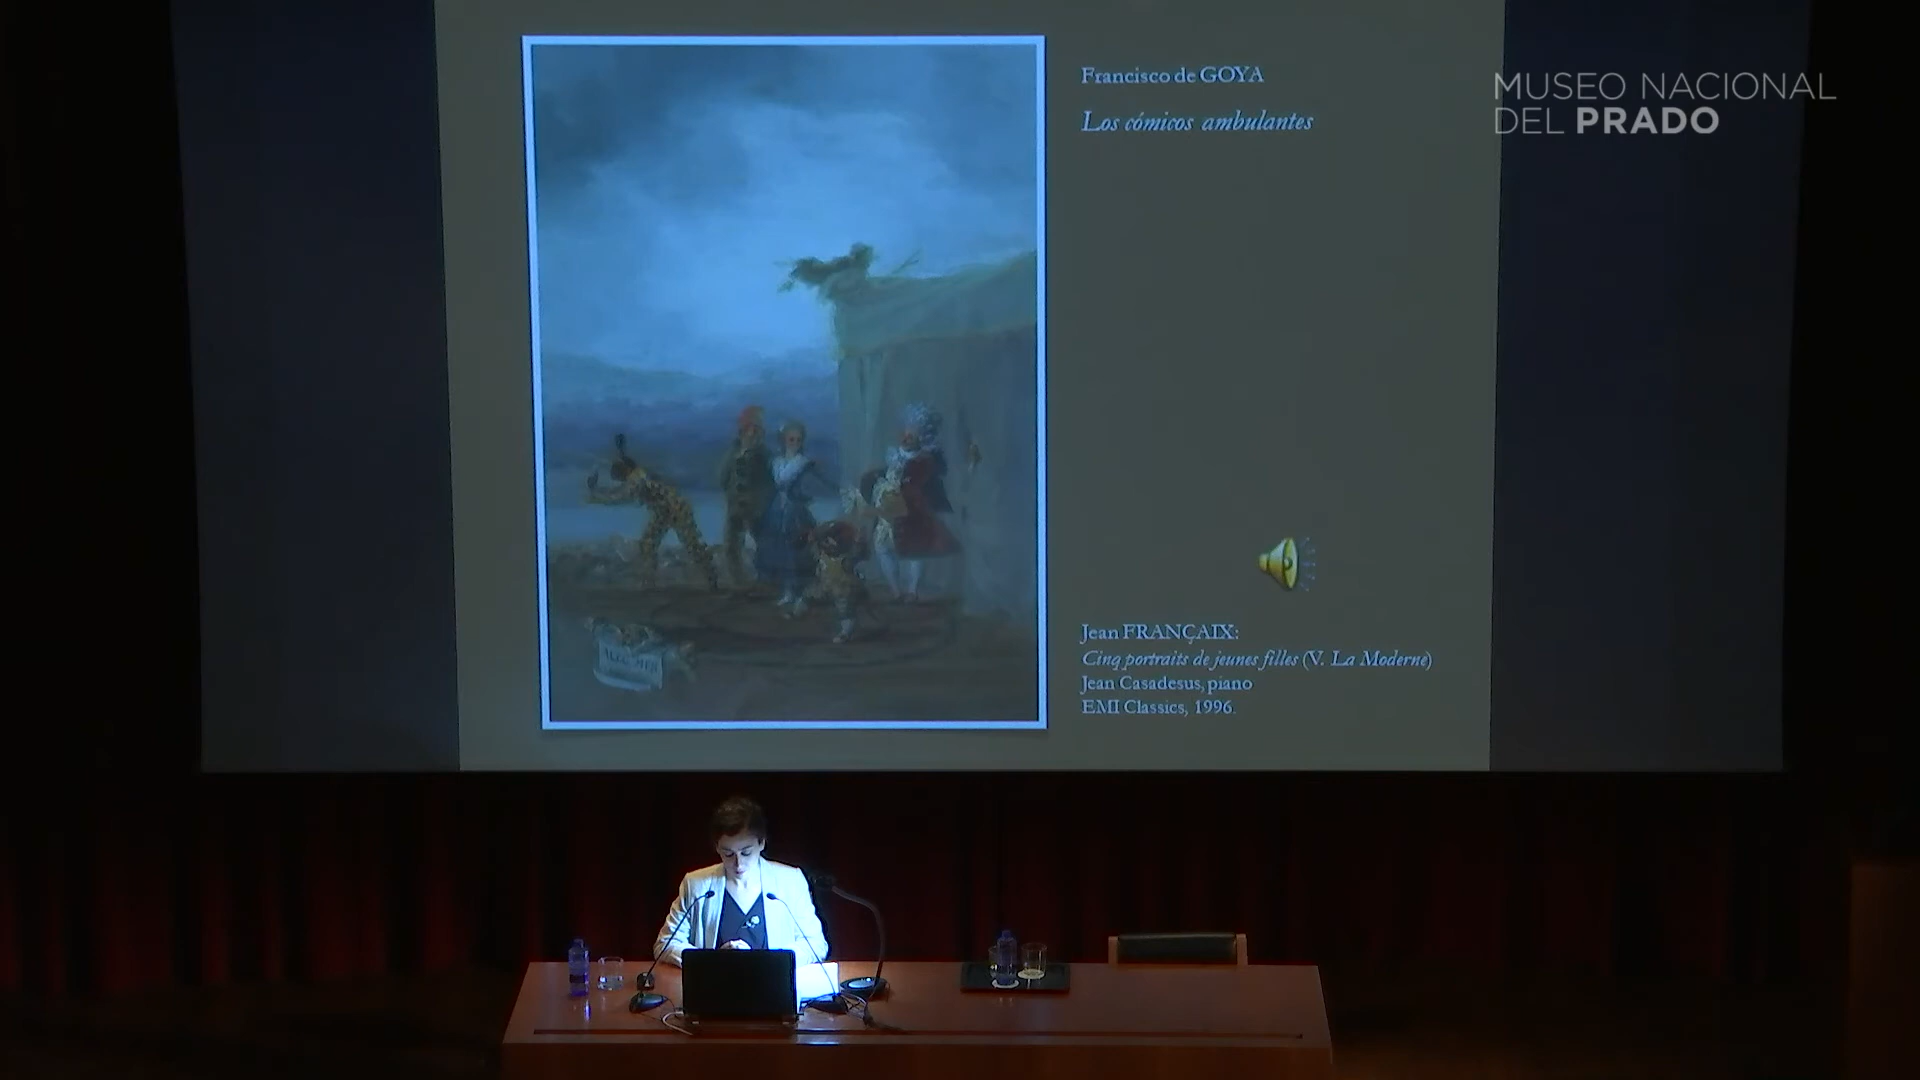 Francisco de GOYA
Los cómicos ambulantes
MUSEO NACIONAL
DEL PRADO
Jean FRANÇAIX:
Cinq portraits de jeunes filles (V. La Moderne)
Jean Casadesus, piano
EMI Classics, 1996.